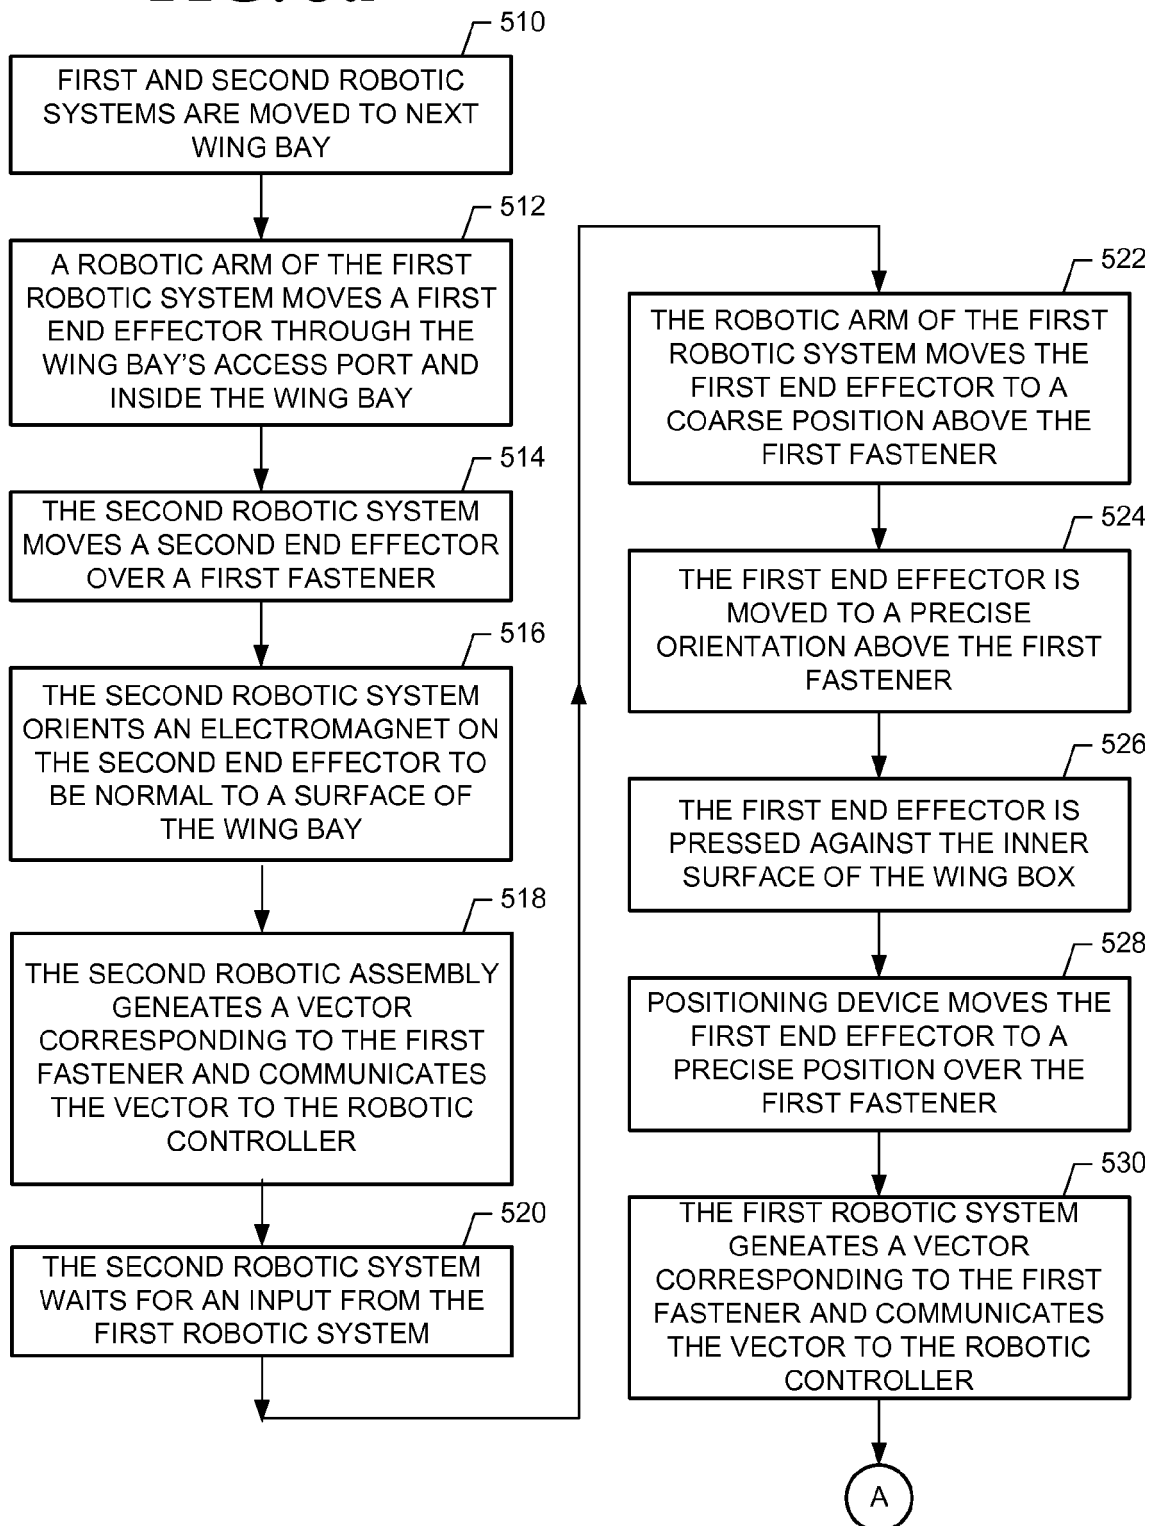 510
FIRST AND SECOND ROBOTIC
SYSTEMS ARE MOVED TO NEXT
WING BAY
512
A ROBOTIC ARM OF THE FIRST
ROBOTIC SYSTEM MOVES A FIRST
END EFFECTOR THROUGH THE
WING BAY'S ACCESS PORT AND
INSIDE THE WING BAY
514
THE SECOND ROBOTIC SYSTEM
MOVES A SECOND END EFFECTOR
OVER A FIRST FASTENER
516
THE SECOND ROBOTIC SYSTEM
ORIENTS AN ELECTROMAGNET ON
THE SECOND END EFFECTOR TO
BE NORMAL TO A SURFACE OF
THE WING BAY
518
THE SECOND ROBOTIC ASSEMBLY
GENEATES A VECTOR
CORRESPONDING TO THE FIRST
FASTENER AND COMMUNICATES
THE VECTOR TO THE ROBOTIC
CONTROLLER
520
THE SECOND ROBOTIC SYSTEM
WAITS FOR AN INPUT FROM THE
FIRST ROBOTIC SYSTEM
522
THE ROBOTIC ARM OF THE FIRST
ROBOTIC SYSTEM MOVES THE
FIRST END EFFECTOR TO A
COARSE POSITION ABOVE THE
FIRST FASTENER
524
THE FIRST END EFFECTOR IS
MOVED TO A PRECISE
ORIENTATION ABOVE THE FIRST
FASTENER
526
THE FIRST END EFFECTOR IS
PRESSED AGAINST THE INNER
SURFACE OF THE WING BOX
528
POSITIONING DEVICE MOVES THE
FIRST END EFFECTOR TO A
PRECISE POSITION OVER THE
FIRST FASTENER
530
THE FIRST ROBOTIC SYSTEM
GENEATES A VECTOR
CORRESPONDING TO THE FIRST
FASTENER AND COMMUNICATES
THE VECTOR TO THE ROBOTIC
CONTROLLER
A